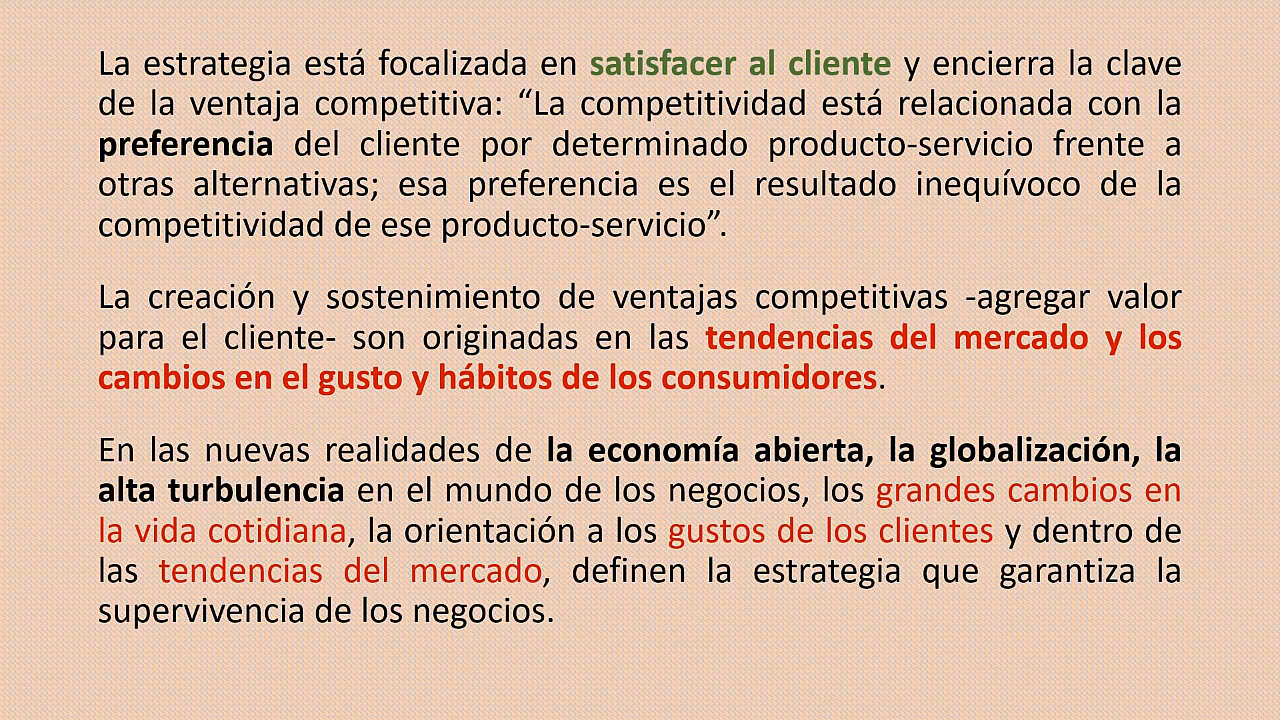 La estrategia está focalizada en satisfacer al cliente y encierra la clave
de la ventaja competitiva: “La competitividad está relacionada con la
preferencia del cliente por determinado producto-servicio frente a
otras alternativas; esa preferencia es el resultado inequívoco de la
competitividad de ese producto-servicio”.
La creación y sostenimiento de ventajas competitivas -agregar valor
para el cliente- son originadas en las tendencias del mercado y los
cambios en el gusto y hábitos de los consumidores.
En las nuevas realidades de la economía abierta, la globalización, la
alta turbulencia en el mundo de los negocios, los grandes cambios en
la vida cotidiana, la orientación a los gustos de los clientes y dentro de
las tendencias del mercado, definen la estrategia que garantiza la
supervivencia de los negocios.